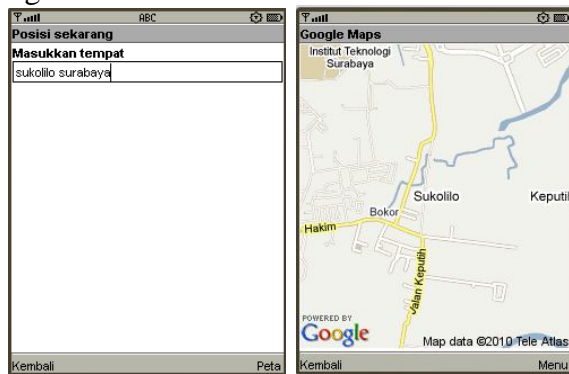 ABC
Posisi sekarang
Masukkan tempat
sukolilo surabaya
Kembali
Peta
Google Maps
Institut Teknologi
Surabaya
Sukolilo
Keputih
Bokor
Hakim
Jalan Keputih
POWERED BY
Google
Map data ©2010 Tele Atlas
Kembali
Menu